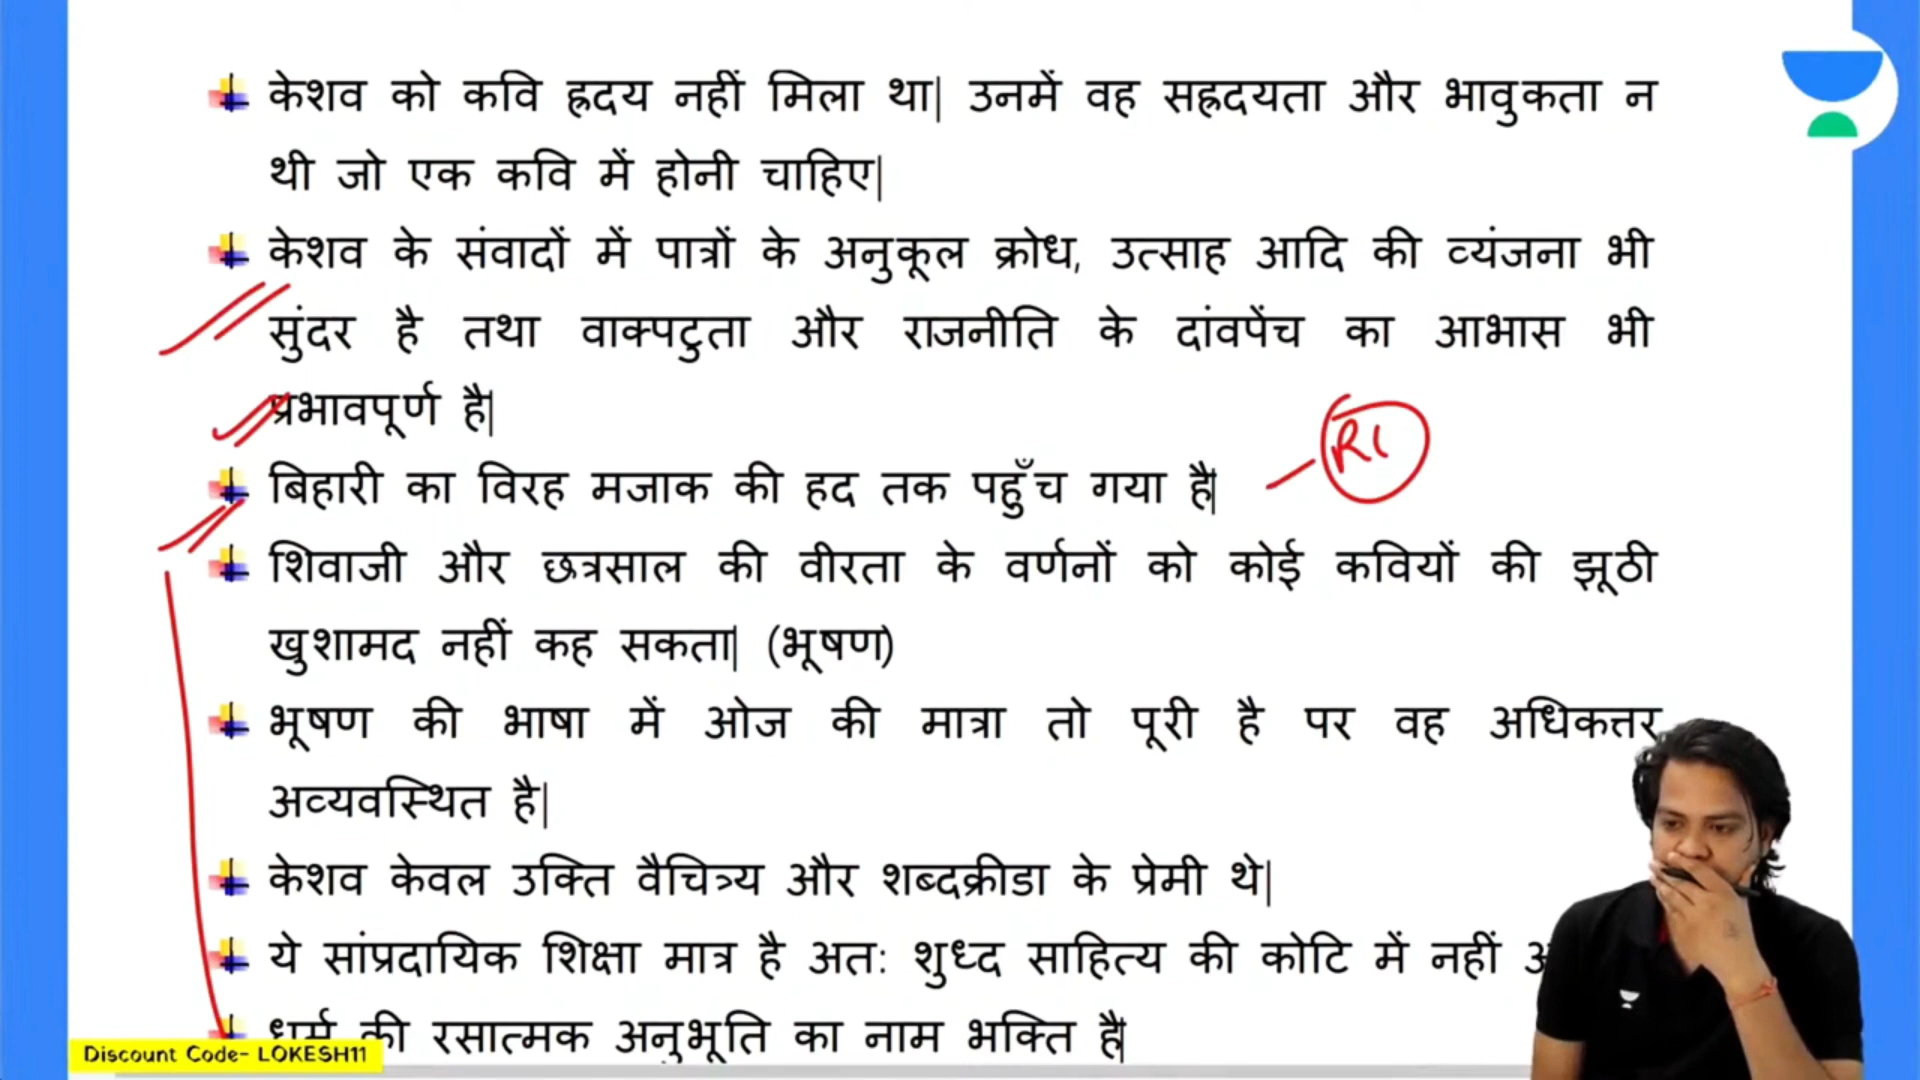 केशव को कवि ह्रदय नहीं मिला था| उनमें वह सह्रदयता और भावुकता न
थी जो एक कवि में होनी चाहिए|
केशव के संवादों में पात्रों के अनुकूल क्रोध, उत्साह आदि की व्यंजना भी
सुंदर है तथा वाक्पटुता और राजनीति के दांवपेंच का आभास भी
प्रभावपूर्ण है|
बिहारी का विरह मजाक की हद तक पहुँच गया है|
शिवाजी और छत्रसाल की वीरता के वर्णनों को कोई कवियों की झूठी
खुशामद नहीं कह सकता| (भूषण)
भूषण की भाषा में ओज की मात्रा तो पूरी है पर वह अधिकत्तर
अव्यवस्थित है|
केशव केवल उक्ति वैचित्र्य और शब्दक्रीडा के प्रेमी थे|
ये सांप्रदायिक शिक्षा मात्र है अत: शुध्द साहित्य की कोटि में नहीं
धर्म की रसात्मक अनुभूति का नाम भक्ति है|
Discount Code- LOKESH11